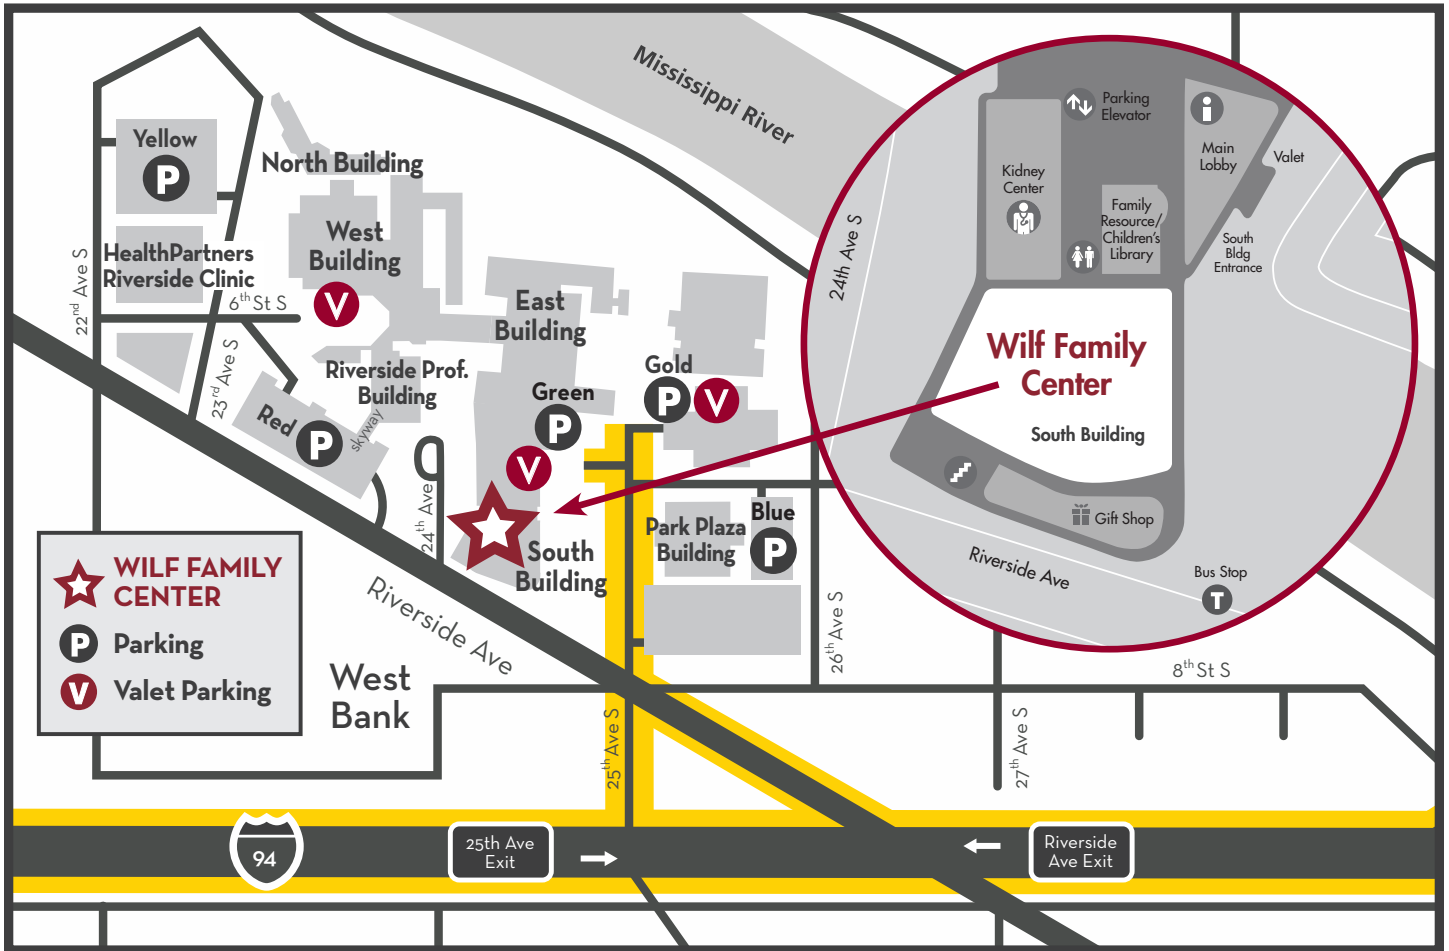 Mississippi River
Yellow
P
North Building
HealthPartners
Riverside Clinic
West
Building
V
22nd Ave S
6th St S
23rd Ave S
East
Building
Riverside Prof.
Building
skyway
Red
P
Green
P
V
Gold
P
V
24th Ave
South
Building
Park Plaza
Building
Blue
P
Riverside Ave
West
Bank
25th Ave S
26th Ave S
27th Ave S
8th St S
WILF FAMILY
CENTER
P
Parking
V
Valet Parking
94
25th Ave
Exit
Riverside
Ave Exit
24th Ave S
Parking
Elevator
Main
Lobby
Valet
Kidney
Center
Family
Resource/
Children's
Library
South
Bldg
Entrance
Wilf Family
Center
South Building
Gift Shop
Riverside Ave
Bus Stop
T